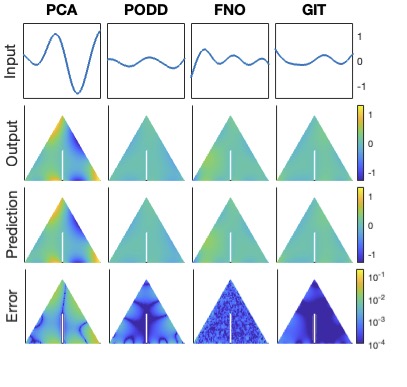 PCA PODD FNO GIT
Input
1
0
-1
Output
1
0
-1
Prediction
1
0
-1
Error
10-1
10-2
10-3
10-4